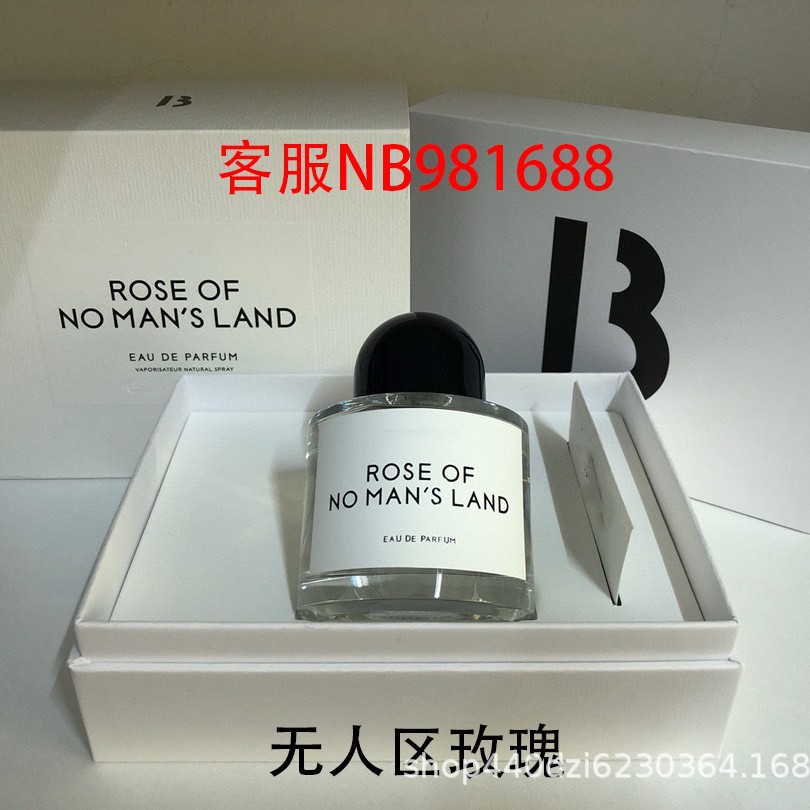 B
客服NB981688
B
ROSE OF
NO MAN'S LAND
EAU DE PARFUM
VAPORISATEUR NATURAL SPRAY
ROSE OF
NO MAN'S LAND
EAU DE PARFUM
无人区玫瑰